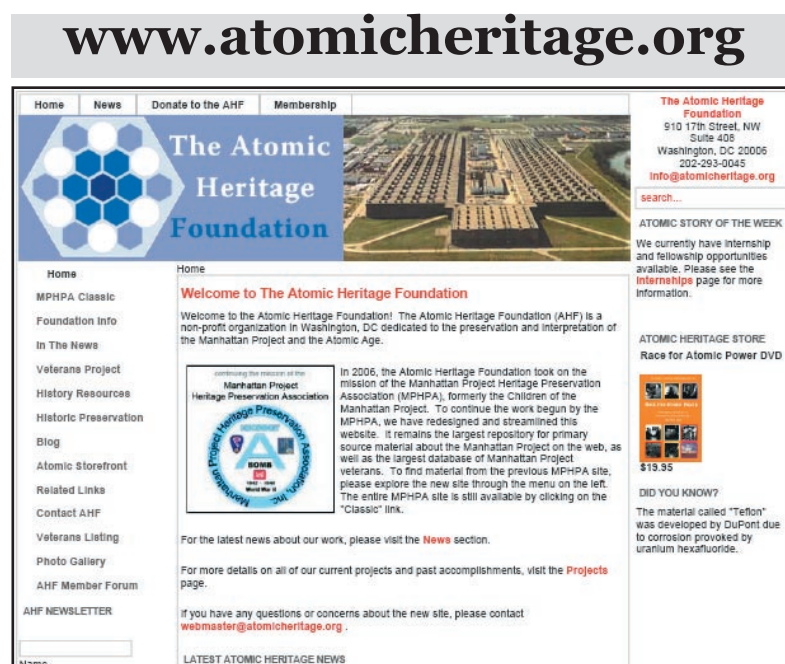 www.atomicheritage.org
Home News Donate to the AHF Membership
The Atomic
Heritage
Foundation
The Atomic Heritage
Foundation
910 17th Street, NW
Suite 408
Washington, DC 20006
202-293-0045
info@atomicheritage.org
search...
ATOMIC STORY OF THE WEEK
We currently have internship
and fellowship opportunities
available. Please see the
Internships page for more
information.
ATOMIC HERITAGE STORE
Race for Atomic Power DVD
$19.95
DID YOU KNOW?
The material called "Teflon"
was developed by DuPont due
to corrosion provoked by
uranium hexafluoride.
Home
MPHPA Classic
Foundation Info
In The News
Veterans Project
History Resources
Historic Preservation
Blog
Atomic Storefront
Related Links
Contact AHF
Veterans Listing
Photo Gallery
AHF Member Forum
AHF NEWSLETTER
Name
Home
Welcome to The Atomic Heritage Foundation
Welcome to the Atomic Heritage Foundation! The Atomic Heritage Foundation (AHF) is a
non-profit organization in Washington, DC dedicated to the preservation and interpretation of
the Manhattan Project and the Atomic Age.
continuing the mission of the
Manhattan Project
Heritage Preservation Association
Manhattan Project Heritage Preservation Association, Inc.
A
BOMB
World War II
In 2006, the Atomic Heritage Foundation took on the
mission of the Manhattan Project Heritage Preservation
Association (MPHPA), formerly the Children of the
Manhattan Project. To continue the work begun by the
MPHPA, we have redesigned and streamlined this
website. It remains the largest repository for primary
source material about the Manhattan Project on the web, as
well as the largest database of Manhattan Project
veterans. To find material from the previous MPHPA site,
please explore the new site through the menu on the left.
The entire MPHPA site is still available by clicking on the
"Classic" link.
For the latest news about our work, please visit the News section.
For more details on all of our current projects and past accomplishments, visit the Projects
page.
If you have any questions or concerns about the new site, please contact
webmaster@atomicheritage.org .
LATEST ATOMIC HERITAGE NEWS